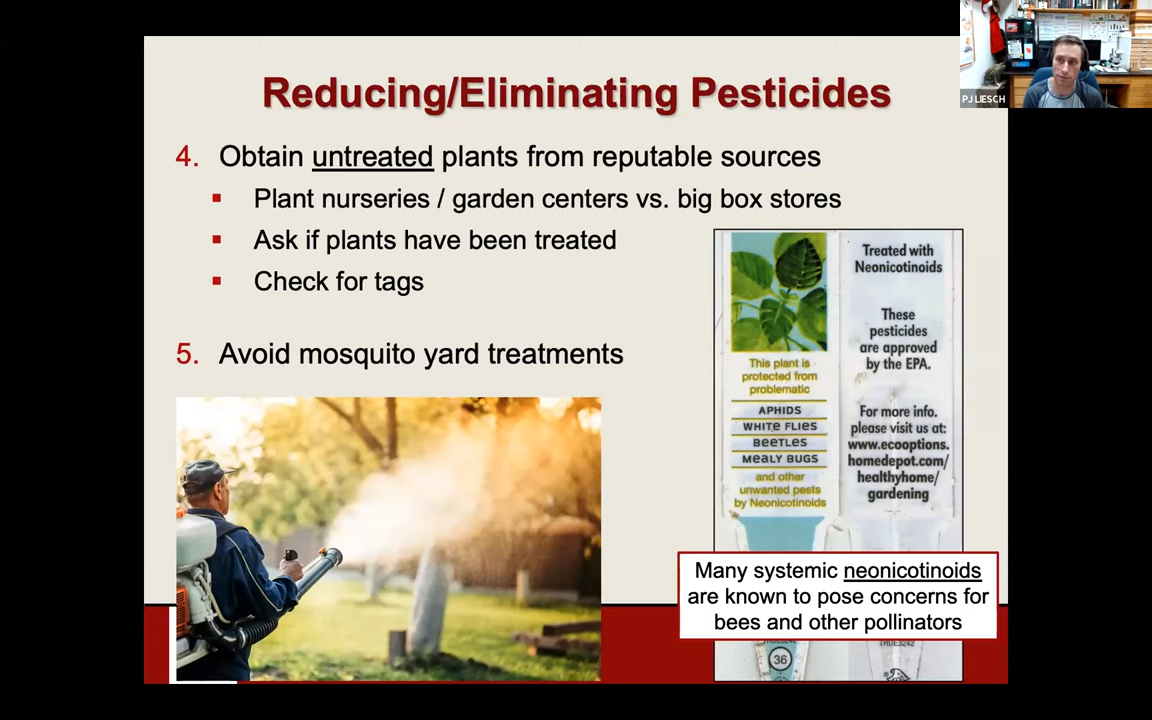 Reducing/Eliminating Pesticides
PJ LIESCH
4. Obtain untreated plants from reputable sources
▪ Plant nurseries / garden centers vs. big box stores
▪ Ask if plants have been treated
▪ Check for tags
5. Avoid mosquito yard treatments
This plant is
protected from
problematic
APHIDS
WHITE FLIES
BEETLES
MEALY BUGS
and other
unwanted pests
by Neonicotinoids
Treated with
Neonicotinoids
These
pesticides
are approved
by the EPA.
For more info.
please visit us at:
www.ecooptions.
homedepot.com/
healthyhome/
gardening
Many systemic neonicotinoids
are known to pose concerns for
bees and other pollinators
THDE3242
36